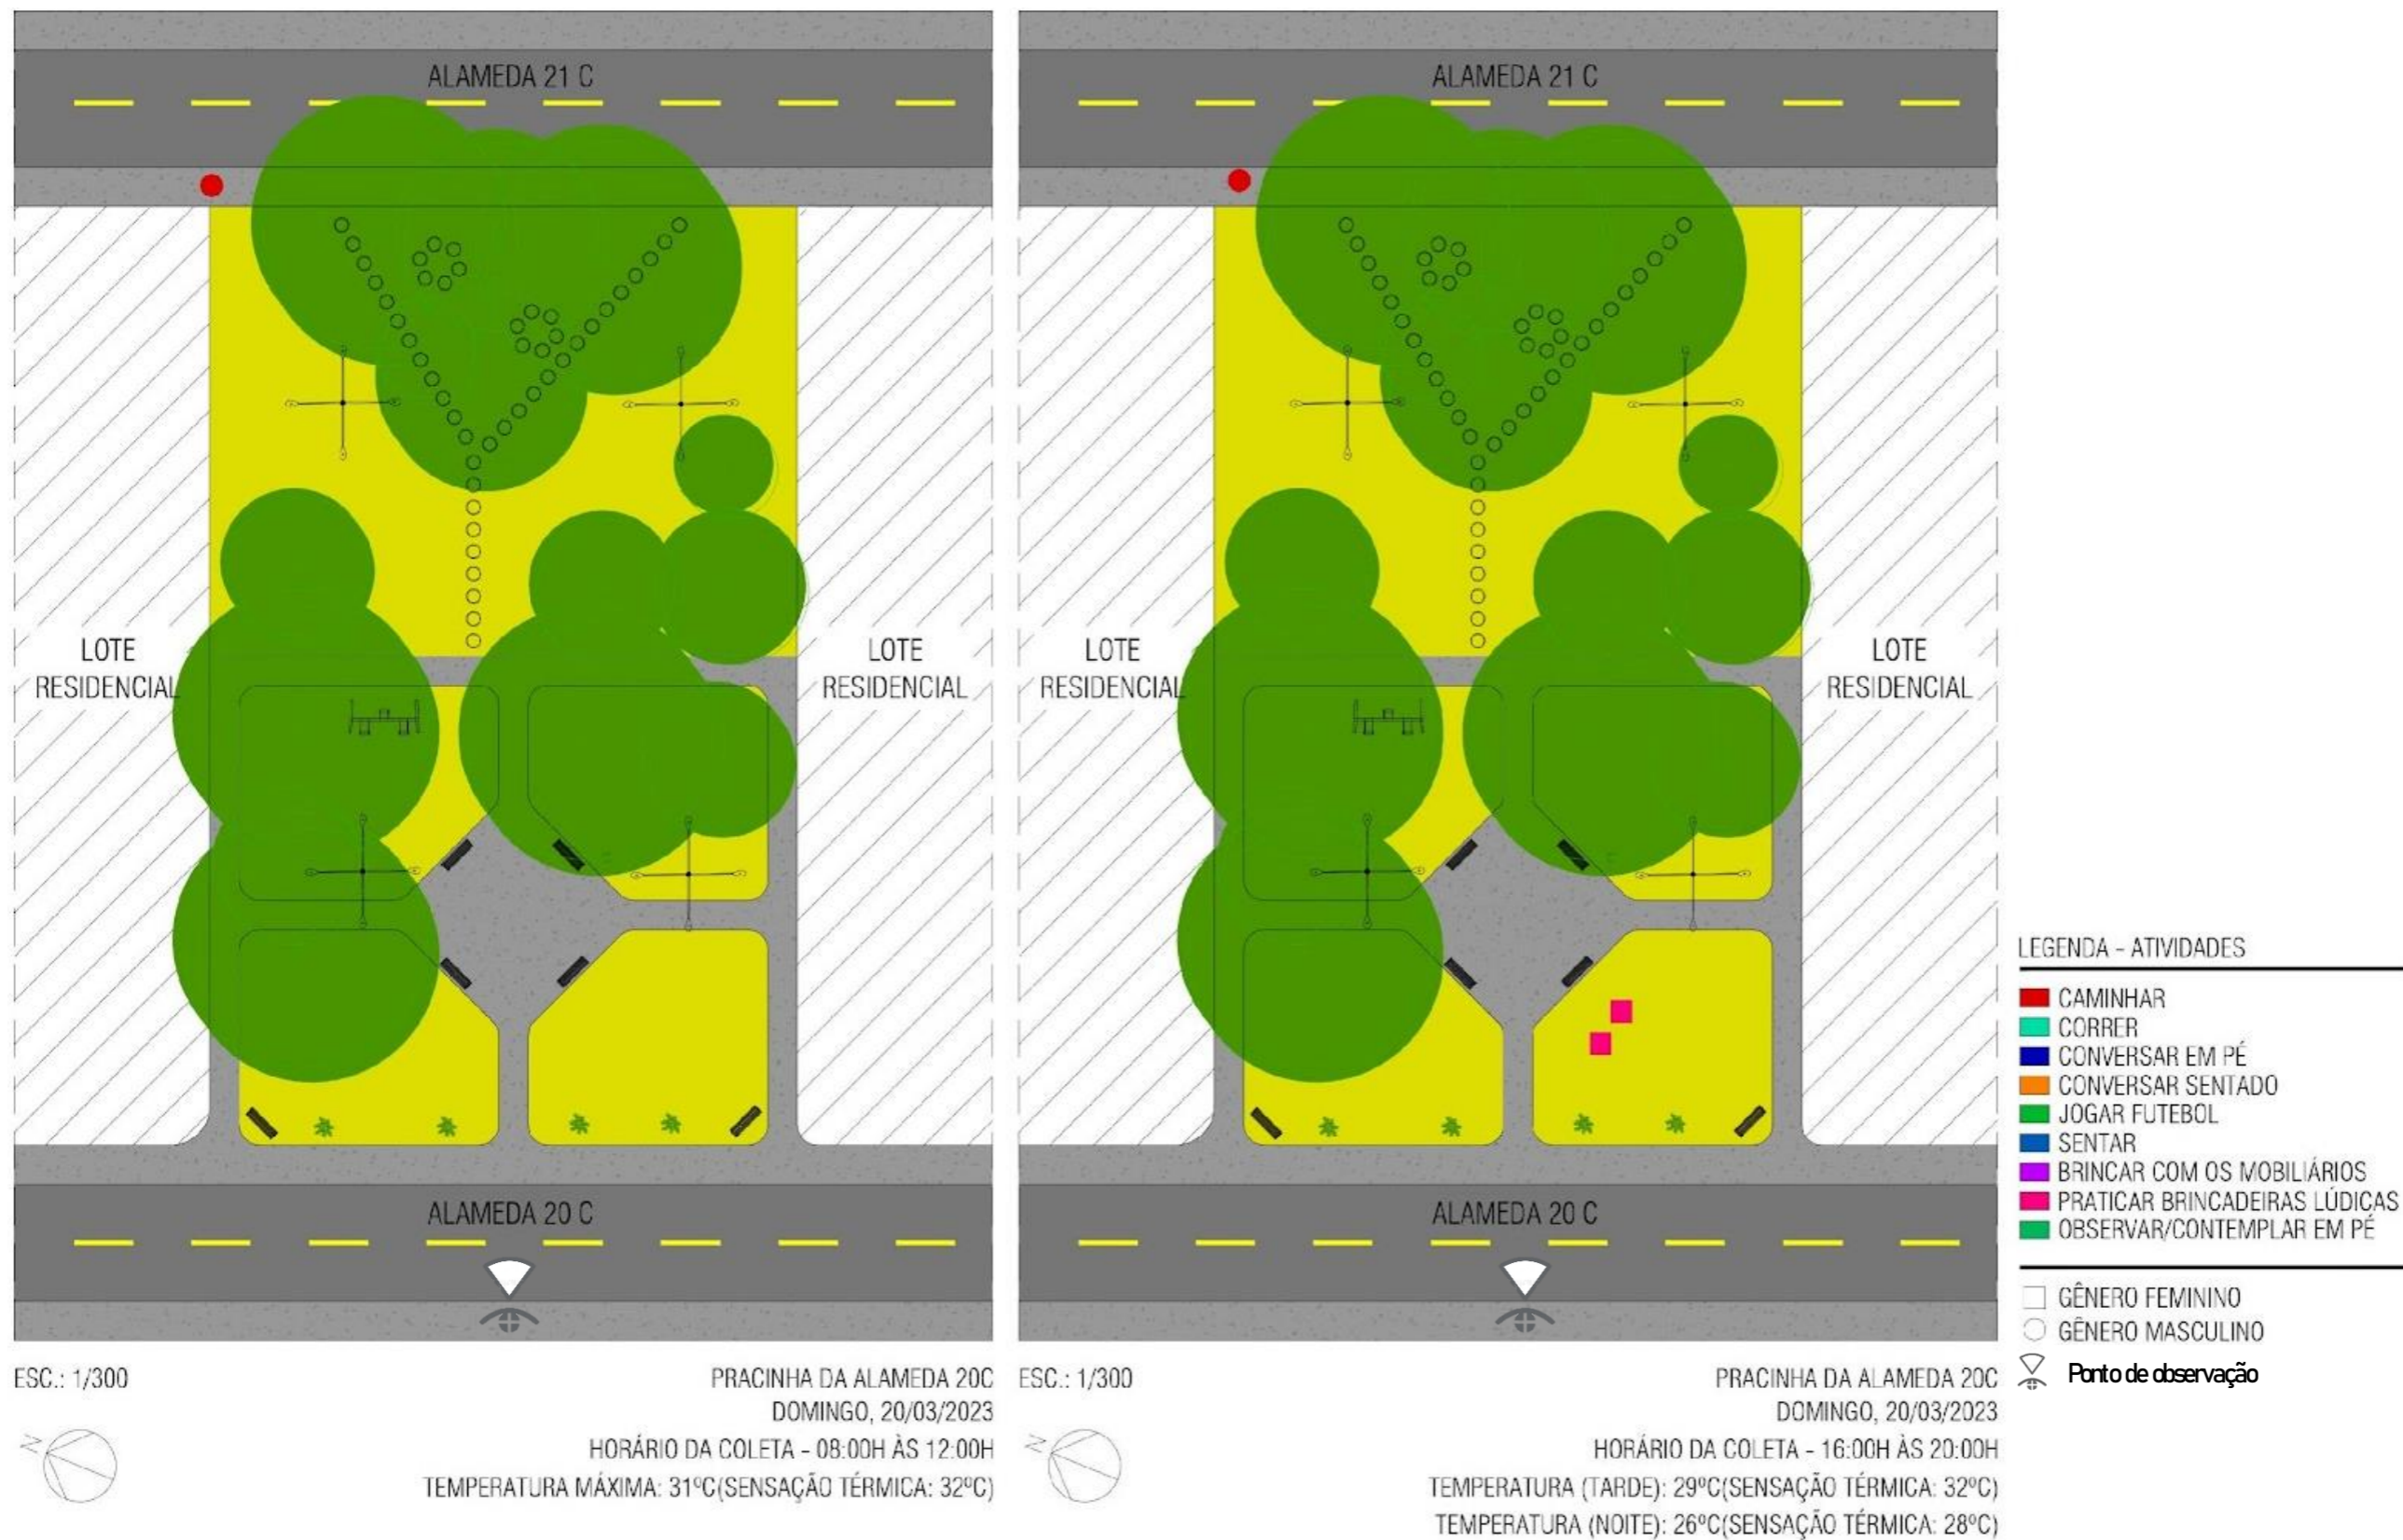 ALAMEDA 21 C
LOTE
RESIDENCIAL
LOTE
RESIDENCIAL
ALAMEDA 20 C
ESC.: 1/300
PRACINHA DA ALAMEDA 20C
DOMINGO, 20/03/2023
HORÁRIO DA COLETA - 08:00H ÀS 12:00H
TEMPERATURA MÁXIMA: 31ºC(SENSAÇÃO TÉRMICA: 32ºC)
N
ALAMEDA 21 C
LOTE
RESIDENCIAL
LOTE
RESIDENCIAL
ALAMEDA 20 C
ESC.: 1/300
PRACINHA DA ALAMEDA 20C
DOMINGO, 20/03/2023
HORÁRIO DA COLETA - 16:00H ÀS 20:00H
TEMPERATURA (TARDE): 29ºC(SENSAÇÃO TÉRMICA: 32ºC)
TEMPERATURA (NOITE): 26ºC(SENSAÇÃO TÉRMICA: 28ºC)
N
LEGENDA - ATIVIDADES
CAMINHAR
CORRER
CONVERSAR EM PÉ
CONVERSAR SENTADO
JOGAR FUTEBOL
SENTAR
BRINCAR COM OS MOBILIÁRIOS
PRATICAR BRINCADEIRAS LÚDICAS
OBSERVAR/CONTEMPLAR EM PÉ
GÊNERO FEMININO
GÊNERO MASCULINO
Ponto de observação